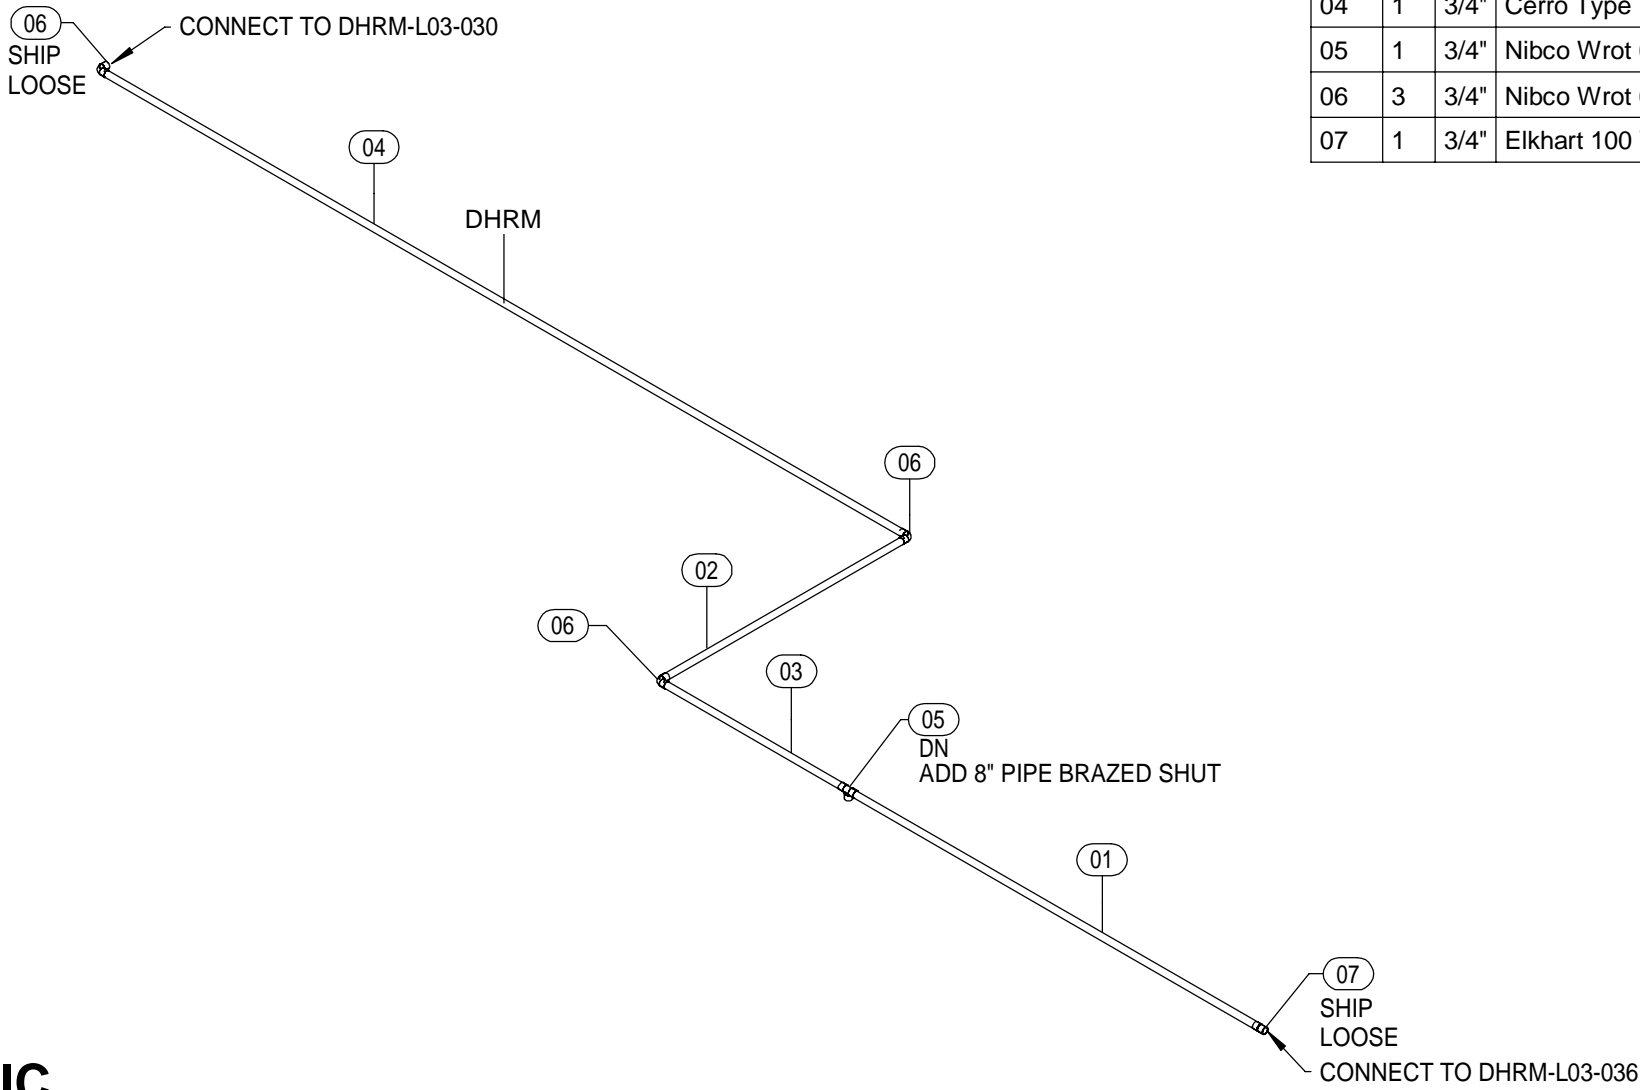 06
SHIP
LOOSE
CONNECT TO DHRM-L03-030
04 1 3/4" Cerro Type
05 1 3/4" Nibco Wrot
06 3 3/4" Nibco Wrot
07 1 3/4" Elkhart 100
04
DHRM
06
02
06
03
05
DN
ADD 8" PIPE BRAZED SHUT
01
07
SHIP
LOOSE
CONNECT TO DHRM-L03-036
IC